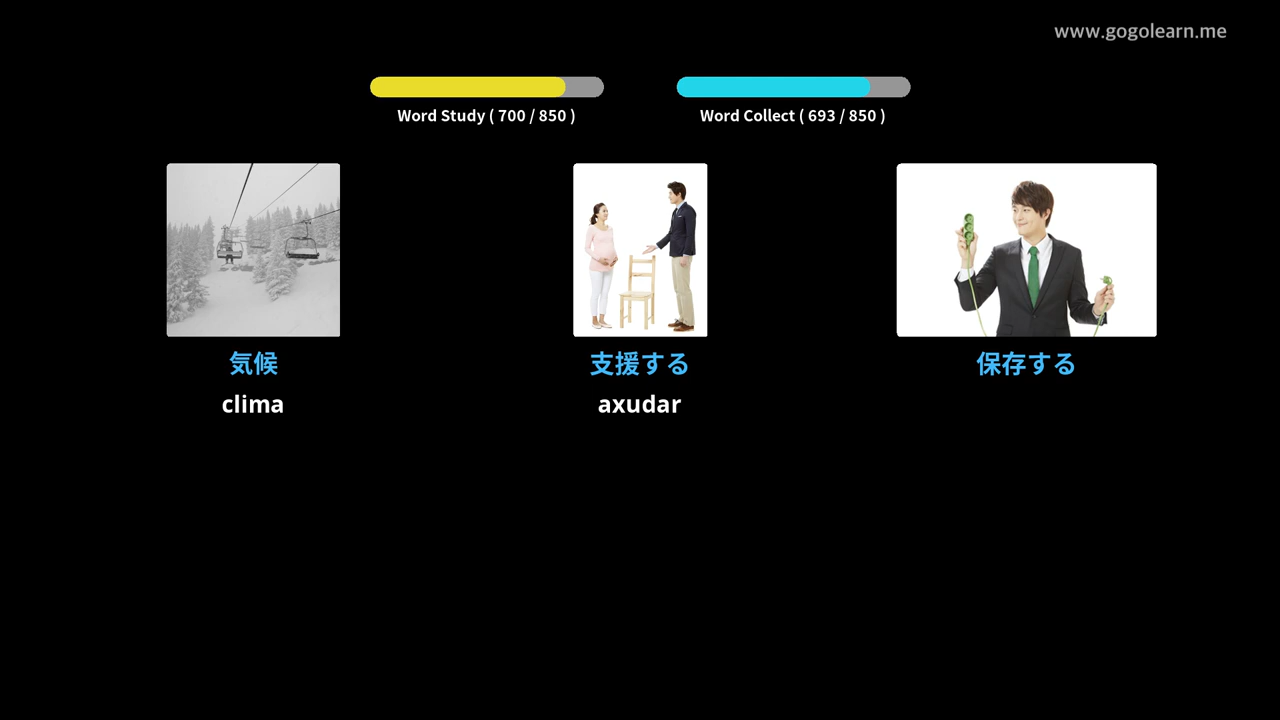 www.gogolearn.me
Word Study ( 700 / 850 )
Word Collect ( 693 / 850 )
気候
支援する
保存する
clima
axudar